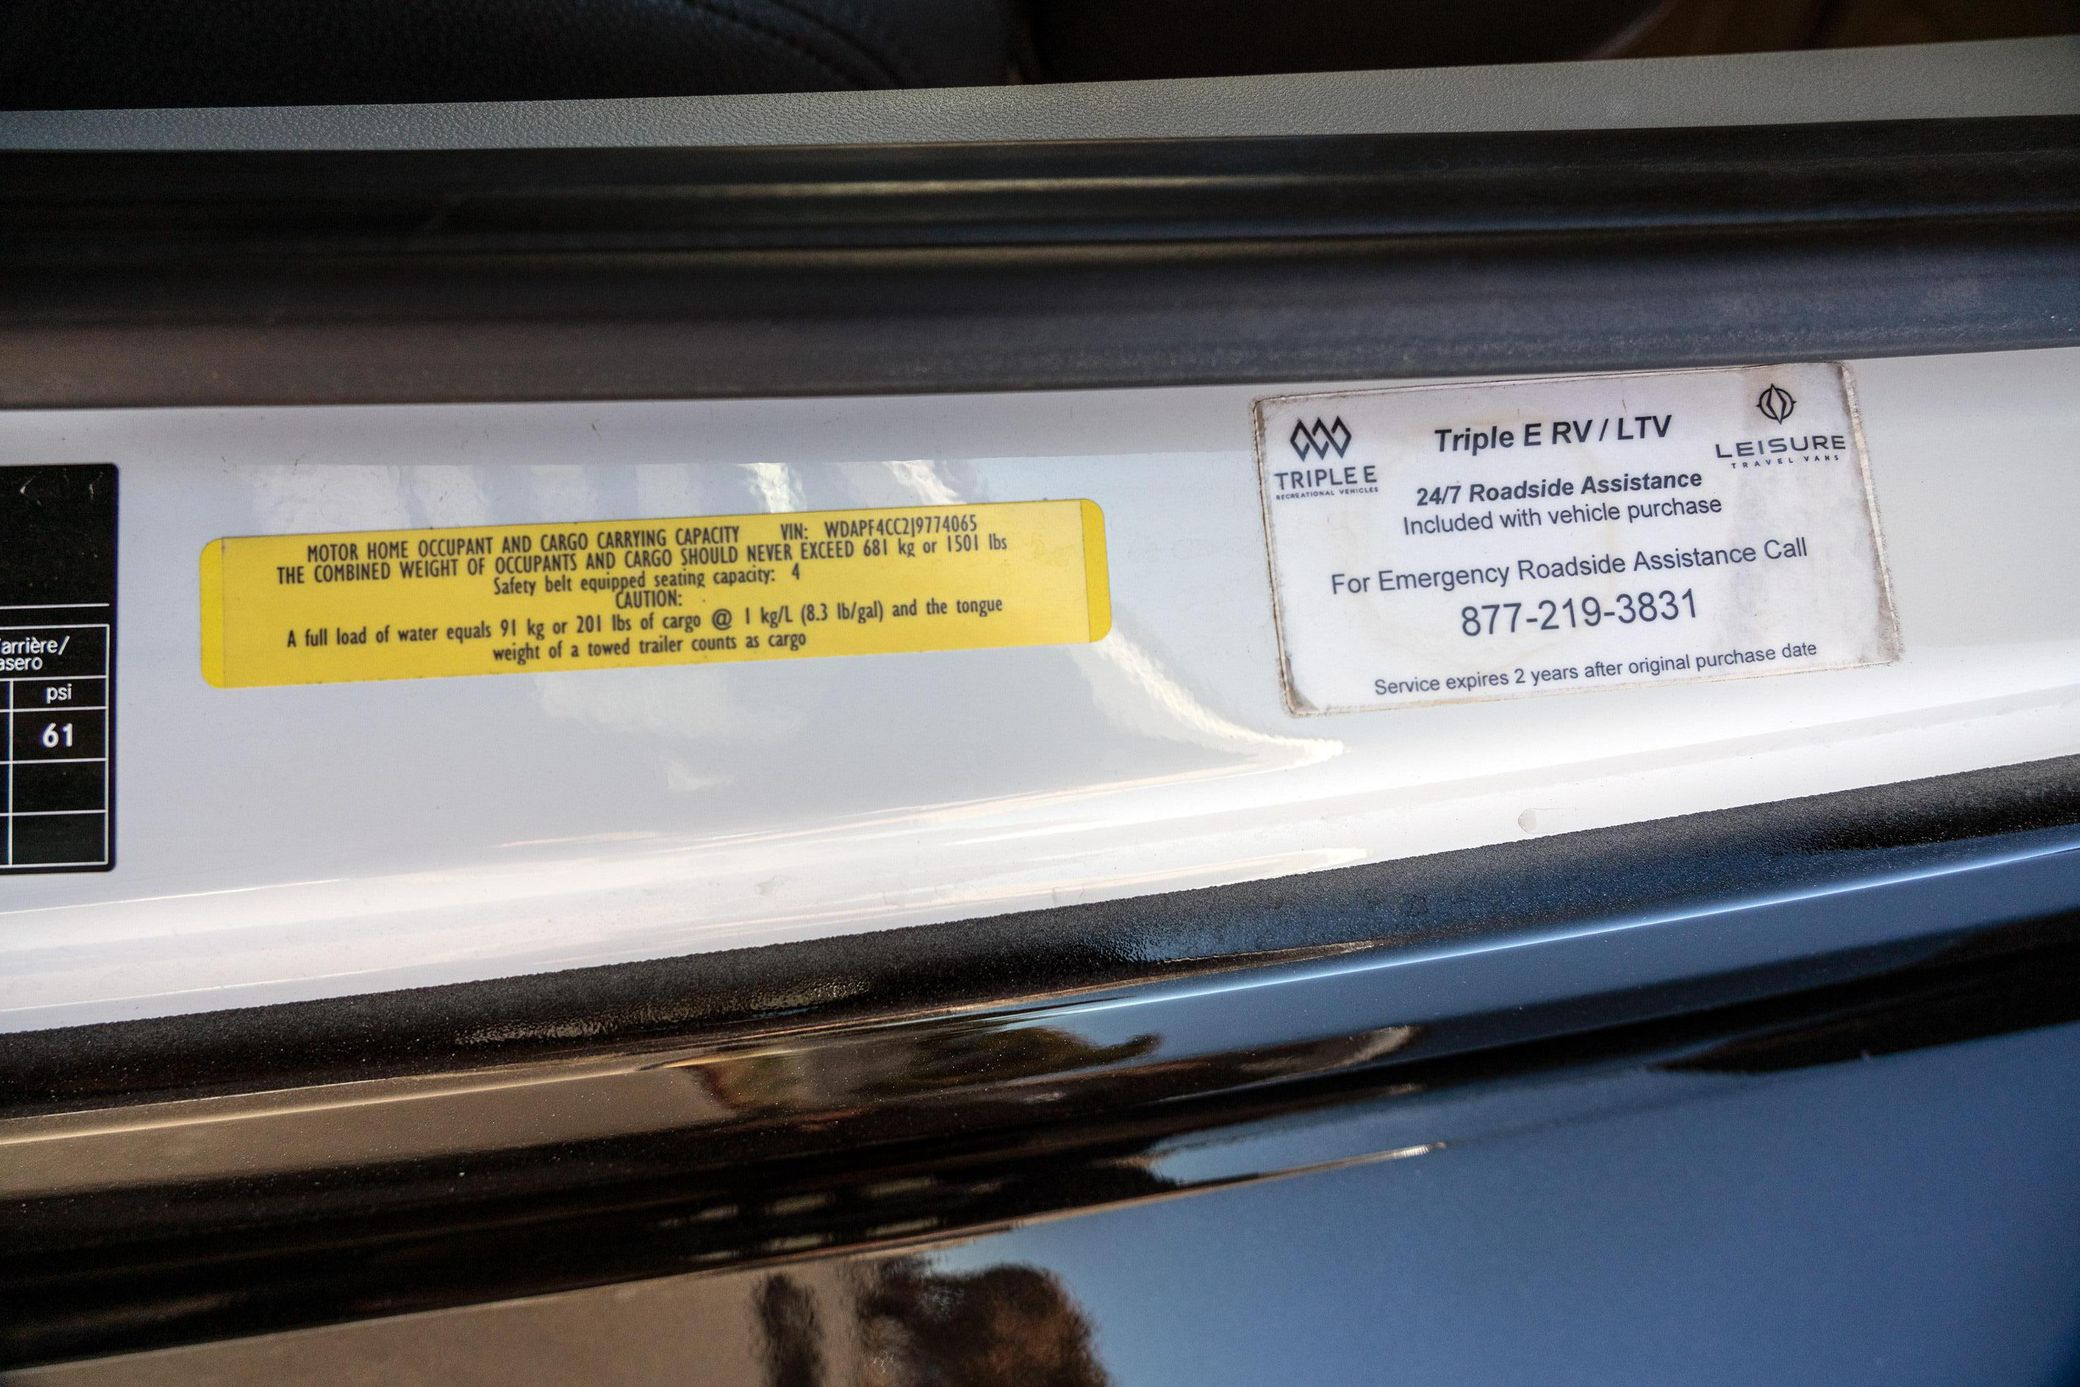 arrière/
asero
psi
61
MOTOR HOME OCCUPANT AND CARGO CARRYING CAPACITY VIN: WDAPF4CC2J9774065
THE COMBINED WEIGHT OF OCCUPANTS AND CARGO SHOULD NEVER EXCEED 681 kg or 1501 lbs
Safety belt equipped seating capacity: 4
CAUTION:
A full load of water equals 91 kg or 201 lbs of cargo @ 1 kg/L (8.3 lb/gal) and the tongue
weight of a towed trailer counts as cargo
TRIPLE E
RECREATIONAL VEHICLES
Triple E RV / LTV
LEISURE
TRAVEL VANS
24/7 Roadside Assistance
Included with vehicle purchase
For Emergency Roadside Assistance Call
877-219-3831
Service expires 2 years after original purchase date